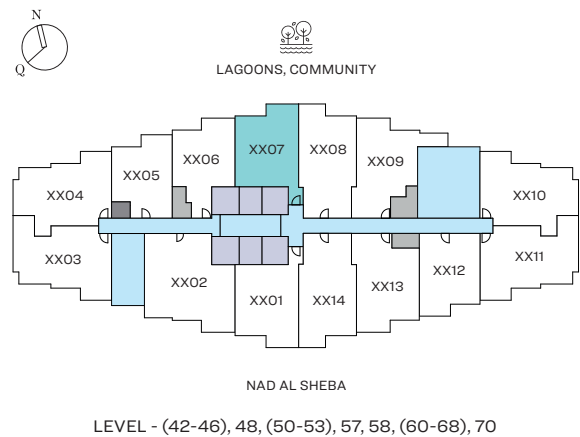 N
Q
LAGOONS, COMMUNITY
XX07
XX08
XX06
XX09
XX05
XX04
XX10
XX03
XX11
XX02
XX12
XX13
XX01
XX14
NAD AL SHEBA
LEVEL - (42-46), 48, (50-53), 57, 58, (60-68), 70